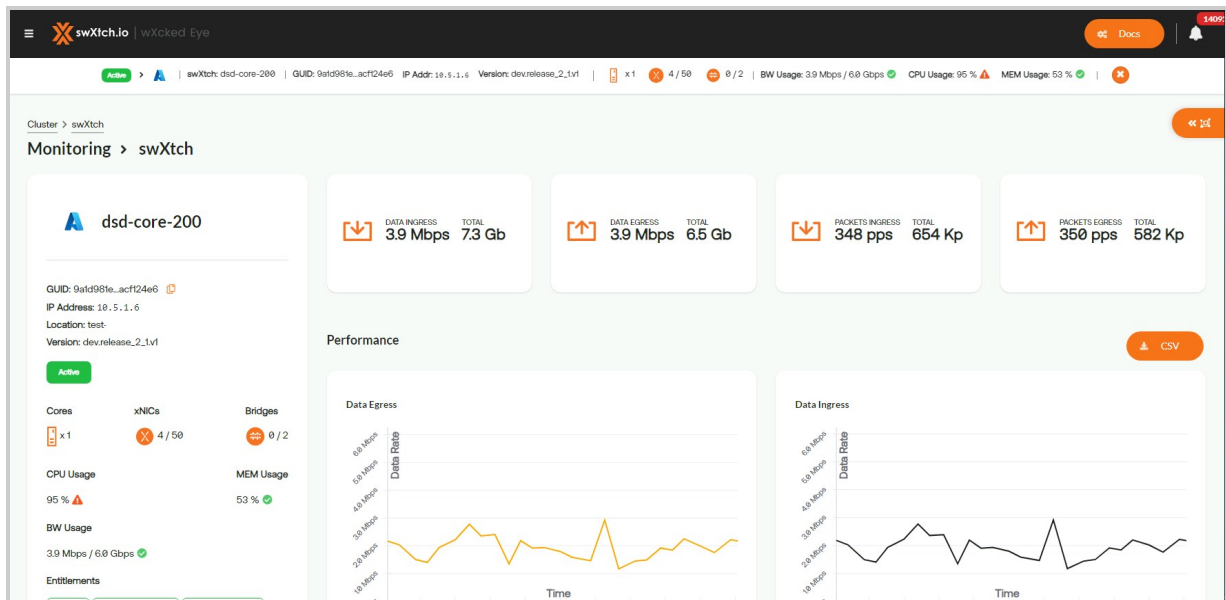 swXtch.io | wXcked Eye
Docs
1409
Active > | swXtch: dsd-core-200 | GUID: 9a1d981e...acf124e6 IP Addr: 10.5.1.6 Version: dev.release_2_1.v1 | x 1 4 / 50 0 / 2 | BW Usage: 3.9 Mbps / 6.0 Gbps CPU Usage: 95 % MEM Usage: 53 % |
Cluster > swXtch
Monitoring > swXtch
dsd-core-200
GUID: 9a1d981e...acf124e6
IP Address: 10.5.1.6
Location: test-
Version: dev.release_2_1.v1
Active
Cores xNICs Bridges
x 1 4 / 50 0 / 2
CPU Usage MEM Usage
95 % 53 %
BW Usage
3.9 Mbps / 6.0 Gbps
Entitlements
DATA INGRESS TOTAL
3.9 Mbps 7.3 Gb
DATA EGRESS TOTAL
3.9 Mbps 6.5 Gb
PACKETS INGRESS TOTAL
348 pps 654 Kp
PACKETS EGRESS TOTAL
350 pps 582 Kp
Performance
CSV
Data Egress
Data Rate
6.0 Mbps
5.0 Mbps
4.0 Mbps
3.0 Mbps
2.0 Mbps
1.0 Mbps
Time
Data Ingress
Data Rate
6.0 Mbps
5.0 Mbps
4.0 Mbps
3.0 Mbps
2.0 Mbps
1.0 Mbps
Time